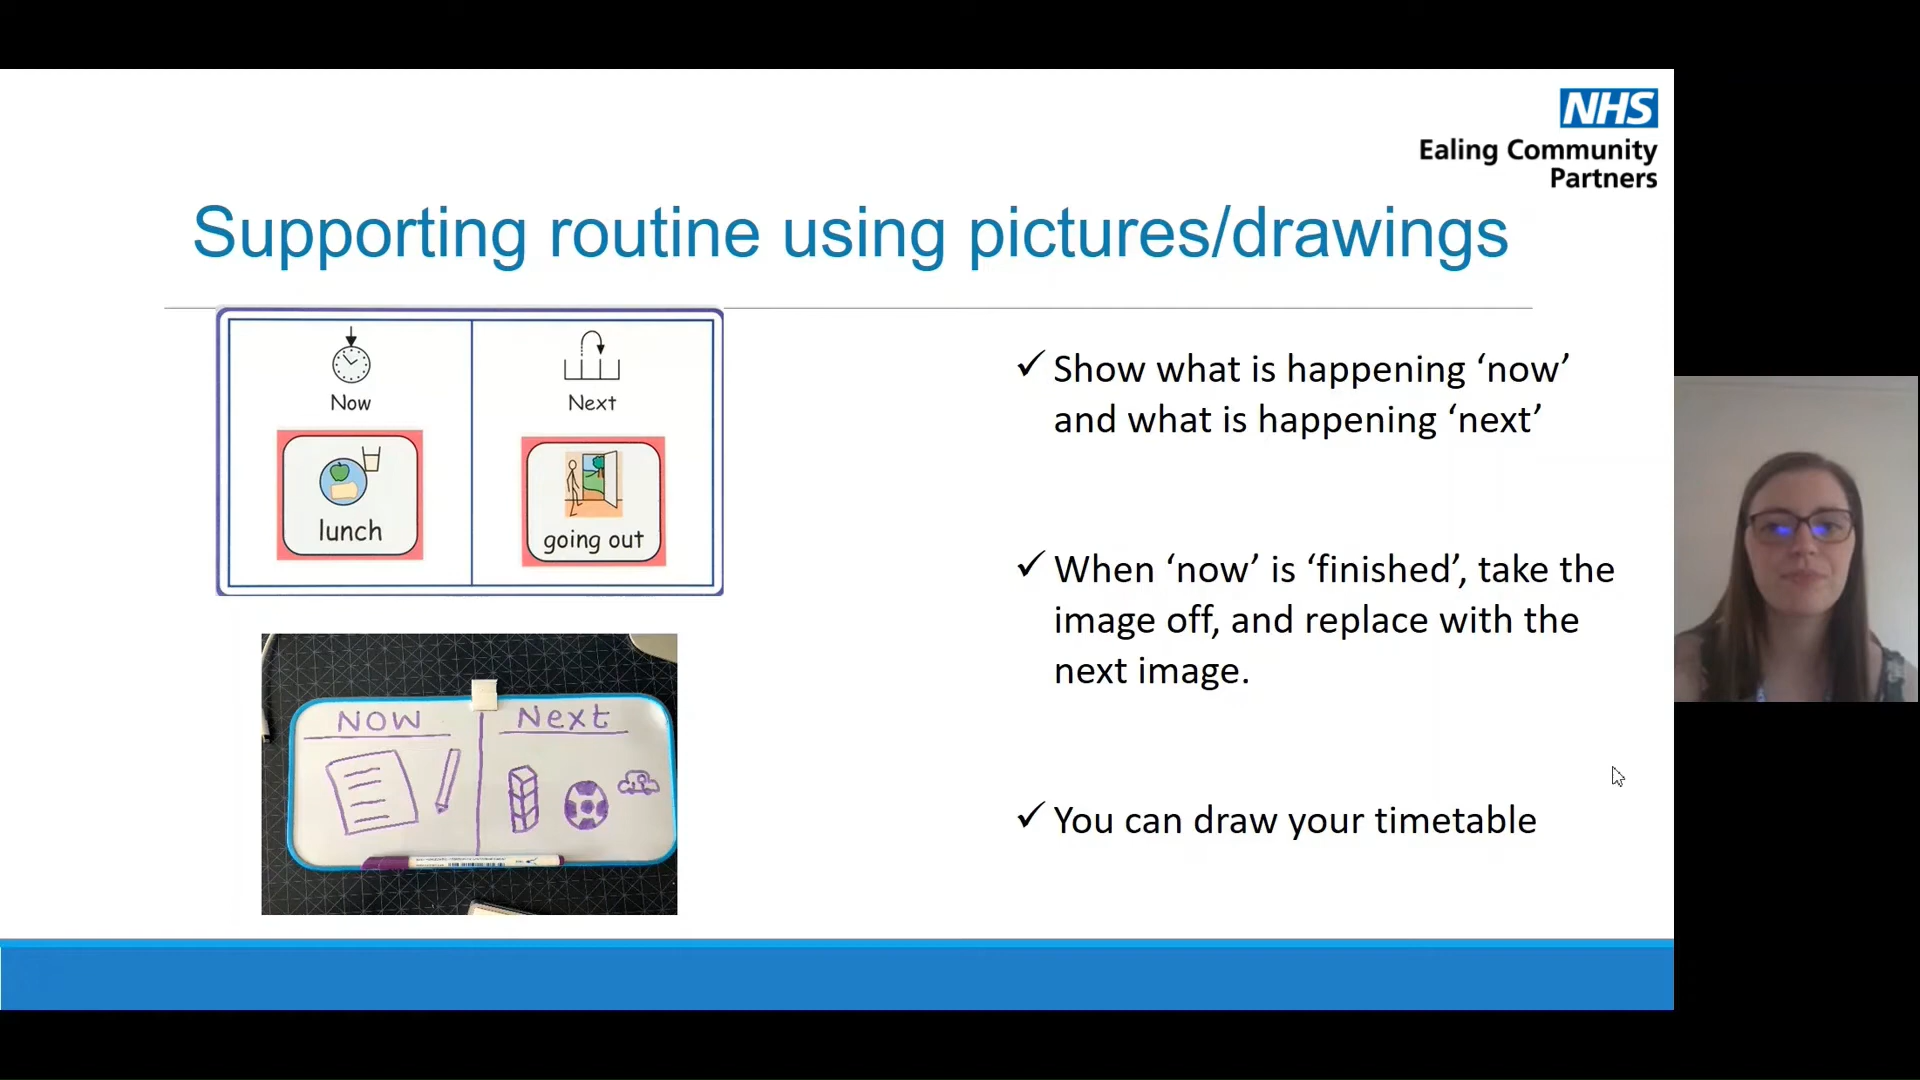 NHS
Ealing Community
Partners
Supporting routine using pictures/drawings
Now
Next
lunch
going out
NOW
Next
✓ Show what is happening ‘now’
and what is happening ‘next’
✓ When ‘now’ is ‘finished’, take the
image off, and replace with the
next image.
✓ You can draw your timetable